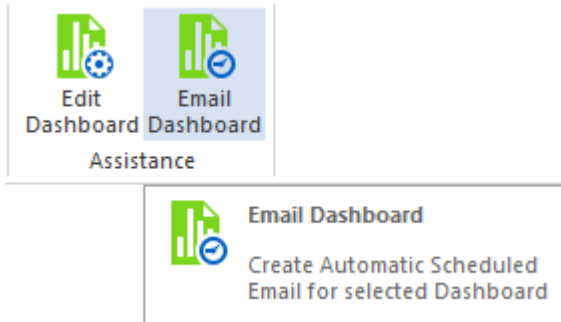 Edit
Dashboard
Email
Dashboard
Assistance
Email Dashboard
Create Automatic Scheduled
Email for selected Dashboard